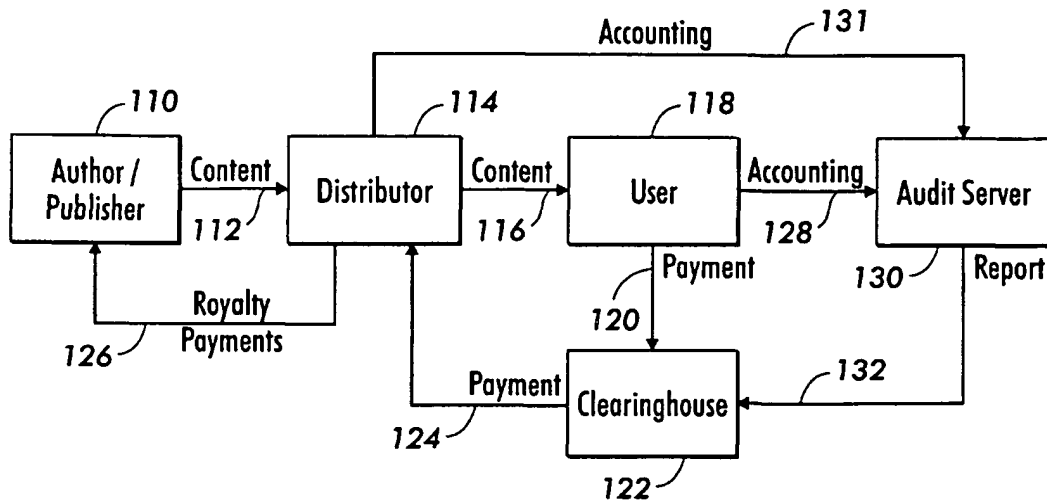 Accounting
131
110
114
118
Author /
Publisher
Content
112
Distributor
Content
116
User
Accounting
128
Audit Server
130
Report
Payment
120
Royalty
Payments
126
Payment
124
Clearinghouse
122
132